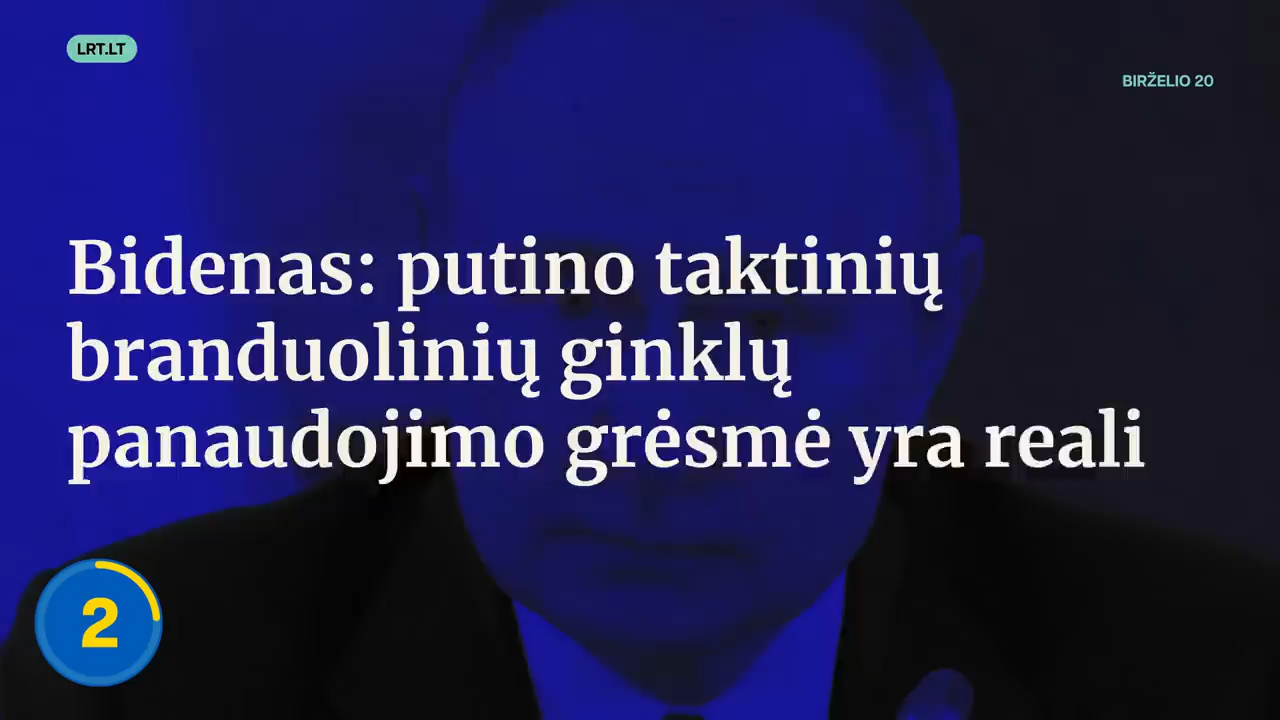 LRT.LT
BIRŽELIO 20
Bidenas: putino taktinių
branduolinių ginklų
panaudojimo grėsmė yra reali
2